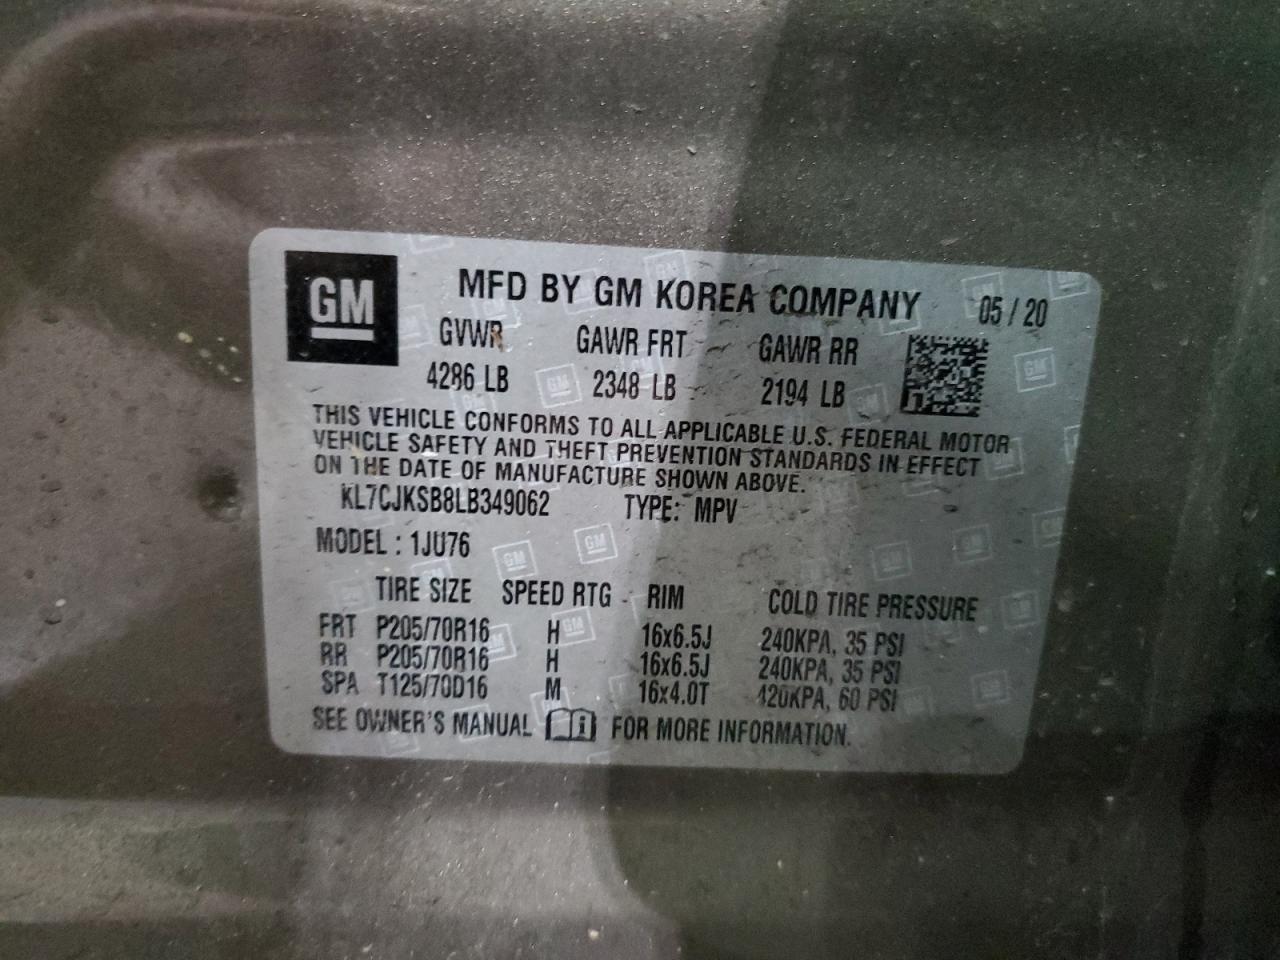 GM
MFD BY GM KOREA COMPANY 05 / 20
GVWR GAWR FRT GAWR RR
4286 LB 2348 LB 2194 LB
THIS VEHICLE CONFORMS TO ALL APPLICABLE U.S. FEDERAL MOTOR
VEHICLE SAFETY AND THEFT PREVENTION STANDARDS IN EFFECT
ON THE DATE OF MANUFACTURE SHOWN ABOVE.
KL7CJKSB8LB349062 TYPE: MPV
MODEL : 1JU76
TIRE SIZE SPEED RTG RIM COLD TIRE PRESSURE
FRT P205/70R16 H 16x6.5J 240KPA, 35 PSI
RR P205/70R16 H 16x6.5J 240KPA, 35 PSI
SPA T125/70D16 M 16x4.0T 420KPA, 60 PSI
SEE OWNER'S MANUAL FOR MORE INFORMATION.